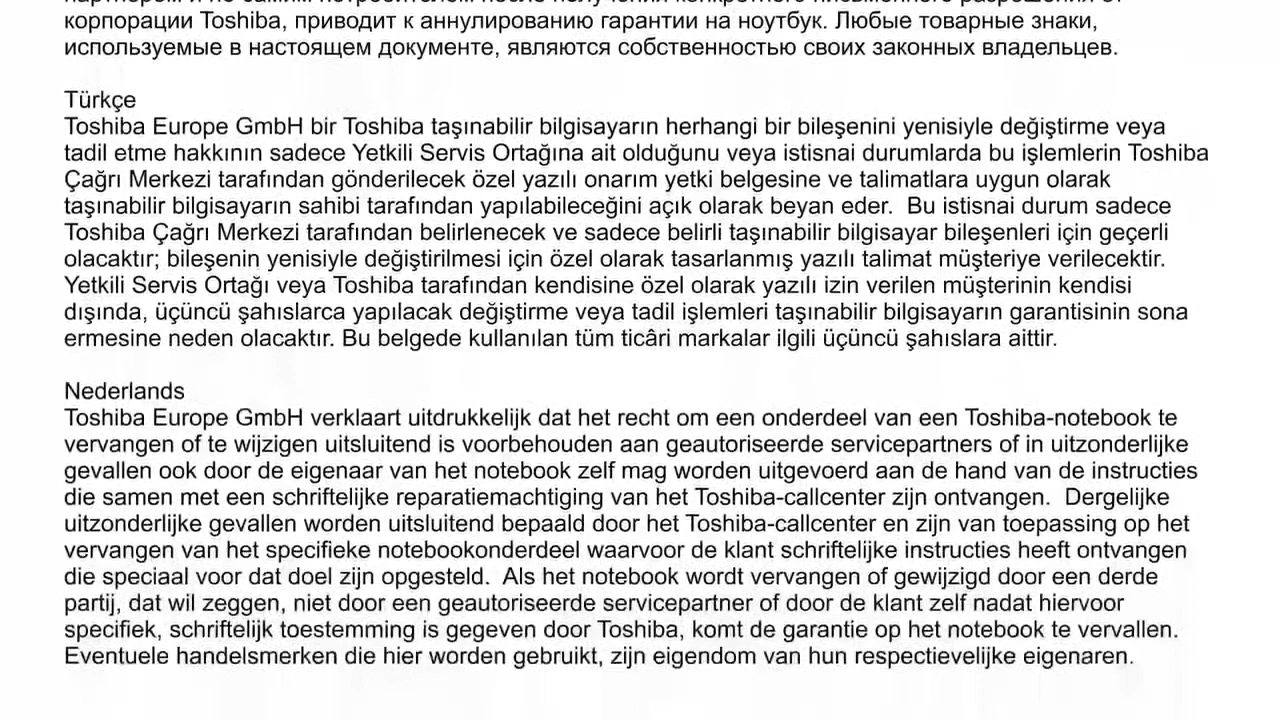 корпорации Toshiba, приводит к аннулированию гарантии на ноутбук. Любые товарные знаки,
используемые в настоящем документе, являются собственностью своих законных владельцев.
Türkçe
Toshiba Europe GmbH bir Toshiba taşınabilir bilgisayarın herhangi bir bileşenini yenisiyle değiştirme veya
tadil etme hakkının sadece Yetkili Servis Ortağına ait olduğunu veya istisnai durumlarda bu işlemlerin Toshiba
Çağrı Merkezi tarafından gönderilecek özel yazılı onarım yetki belgesine ve talimatlara uygun olarak
taşınabilir bilgisayarın sahibi tarafından yapılabileceğini açık olarak beyan eder.  Bu istisnai durum sadece
Toshiba Çağrı Merkezi tarafından belirlenecek ve sadece belirli taşınabilir bilgisayar bileşenleri için geçerli
olacaktır; bileşenin yenisiyle değiştirilmesi için özel olarak tasarlanmış yazılı talimat müşteriye verilecektir.
Yetkili Servis Ortağı veya Toshiba tarafından kendisine özel olarak yazılı izin verilen müşterinin kendisi
dışında, üçüncü şahıslarca yapılacak değiştirme veya tadil işlemleri taşınabilir bilgisayarın garantisinin sona
ermesine neden olacaktır. Bu belgede kullanılan tüm ticâri markalar ilgili üçüncü şahıslara aittir.
Nederlands
Toshiba Europe GmbH verklaart uitdrukkelijk dat het recht om een onderdeel van een Toshiba-notebook te
vervangen of te wijzigen uitsluitend is voorbehouden aan geautoriseerde servicepartners of in uitzonderlijke
gevallen ook door de eigenaar van het notebook zelf mag worden uitgevoerd aan de hand van de instructies
die samen met een schriftelijke reparatiemachtiging van het Toshiba-callcenter zijn ontvangen.  Dergelijke
uitzonderlijke gevallen worden uitsluitend bepaald door het Toshiba-callcenter en zijn van toepassing op het
vervangen van het specifieke notebookonderdeel waarvoor de klant schriftelijke instructies heeft ontvangen
die speciaal voor dat doel zijn opgesteld.  Als het notebook wordt vervangen of gewijzigd door een derde
partij, dat wil zeggen, niet door een geautoriseerde servicepartner of door de klant zelf nadat hiervoor
specifiek, schriftelijk toestemming is gegeven door Toshiba, komt de garantie op het notebook te vervallen.
Eventuele handelsmerken die hier worden gebruikt, zijn eigendom van hun respectievelijke eigenaren.